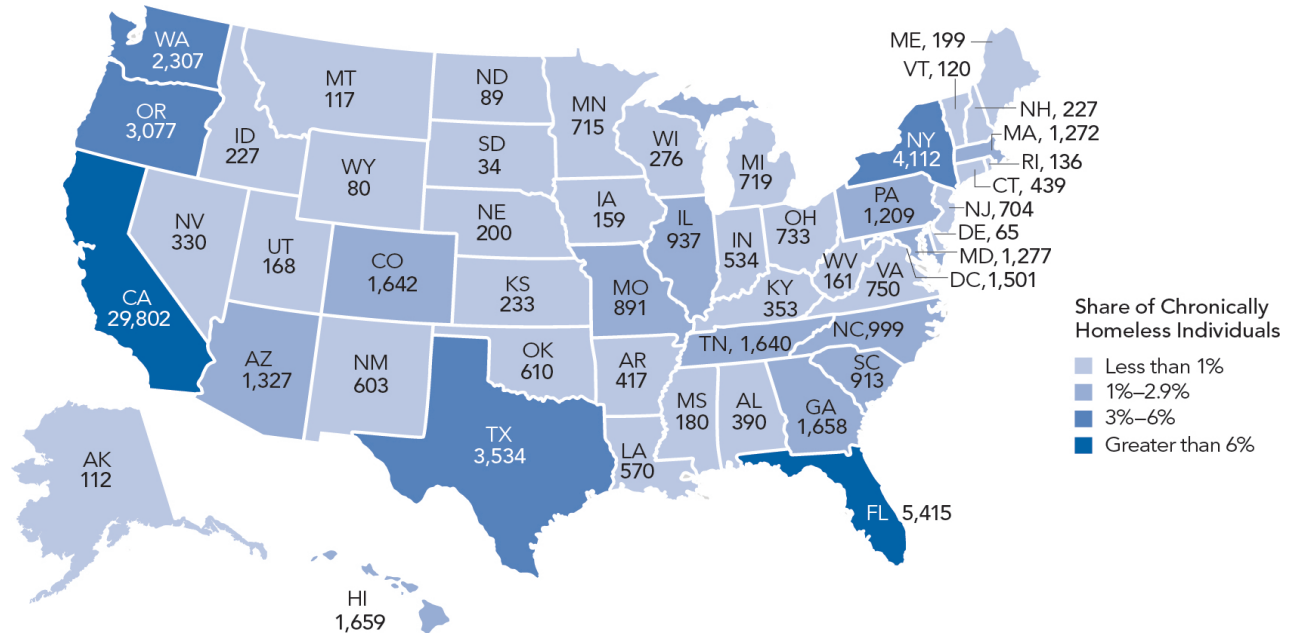 WA
2,307
OR
3,077
CA
29,802
ID
227
NV
330
MT
117
WY
80
UT
168
AZ
1,327
CO
1,642
NM
603
ND
89
SD
34
NE
200
KS
233
OK
610
TX
3,534
MN
715
IA
159
MO
891
AR
417
LA
570
WI
276
IL
937
MI
719
IN
534
OH
733
KY
353
TN, 1,640
MS
180
AL
390
GA
1,658
FL 5,415
SC
913
NC,999
VA
750
WV
161
PA
1,209
NY
4,112
ME, 199
VT, 120
NH, 227
MA, 1,272
RI, 136
CT, 439
NJ, 704
DE, 65
MD, 1,277
DC, 1,501
AK
112
HI
1,659
Share of Chronically
Homeless Individuals
Less than 1%
1%–2.9%
3%–6%
Greater than 6%